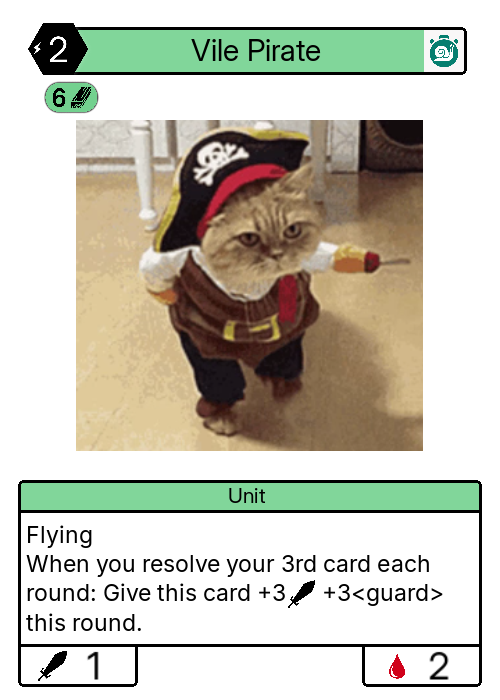 2
Vile Pirate
6
Unit
Flying
When you resolve your 3rd card each
round: Give this card +3 +3<guard>
this round.
1
2